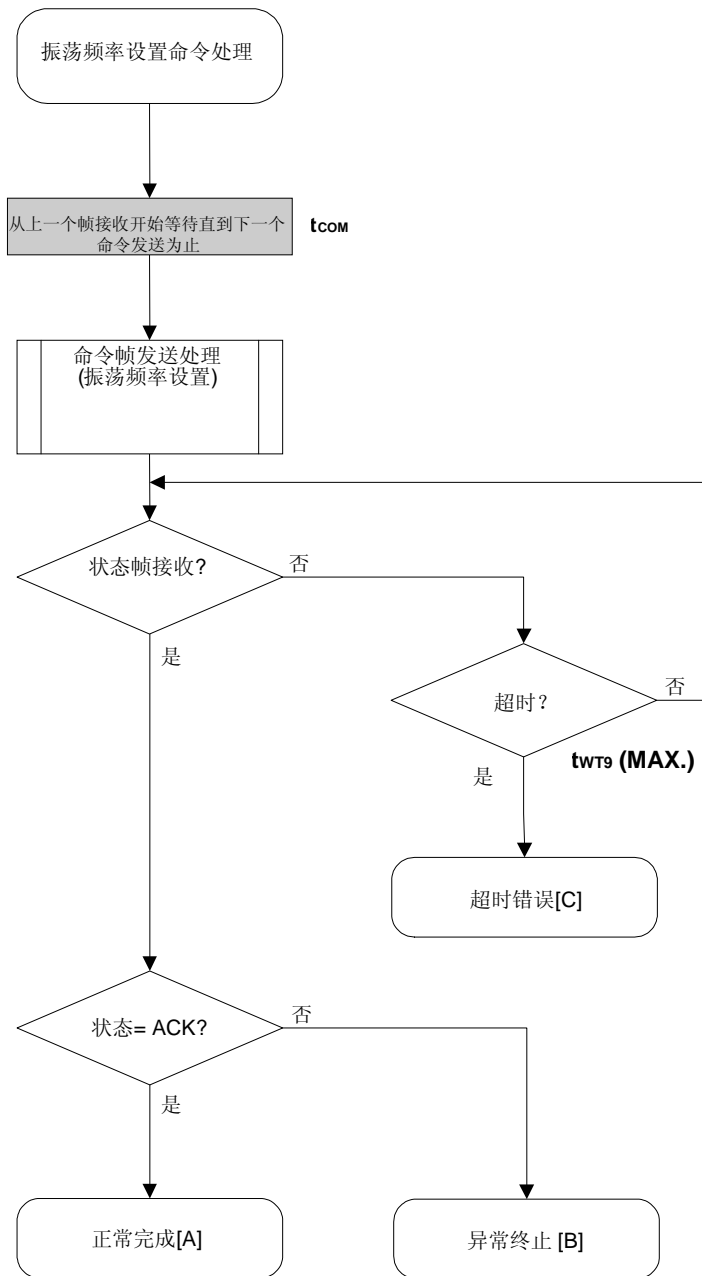 振荡频率设置命令处理
从上一个帧接收开始等待直到下一个
命令发送为止
tCOM
命令帧发送处理
(振荡频率设置)
状态帧接收?
否
是
超时？
否
tWT9 (MAX.)
是
超时错误[C]
状态= ACK?
否
是
正常完成[A]
异常终止 [B]